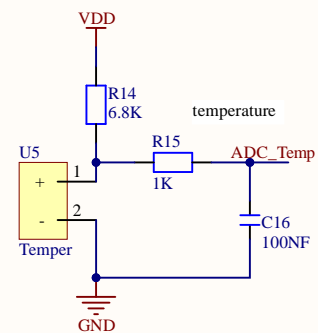 VDD
R14
6.8K
temperature
U5
R15
ADC_Temp
1
+
1K
2
-
C16
100NF
Temper
GND